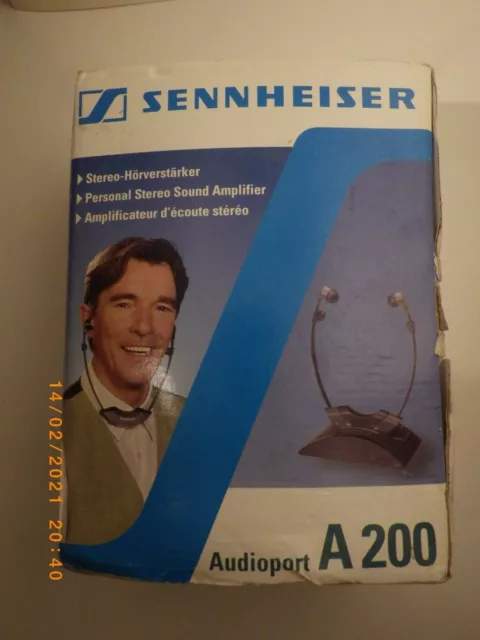 SENNHEISER
Stereo-Hörverstärker
Personal Stereo Sound Amplifier
Amplificateur d'écoute stéréo
Audioport A 200
14/02/2021 20:40